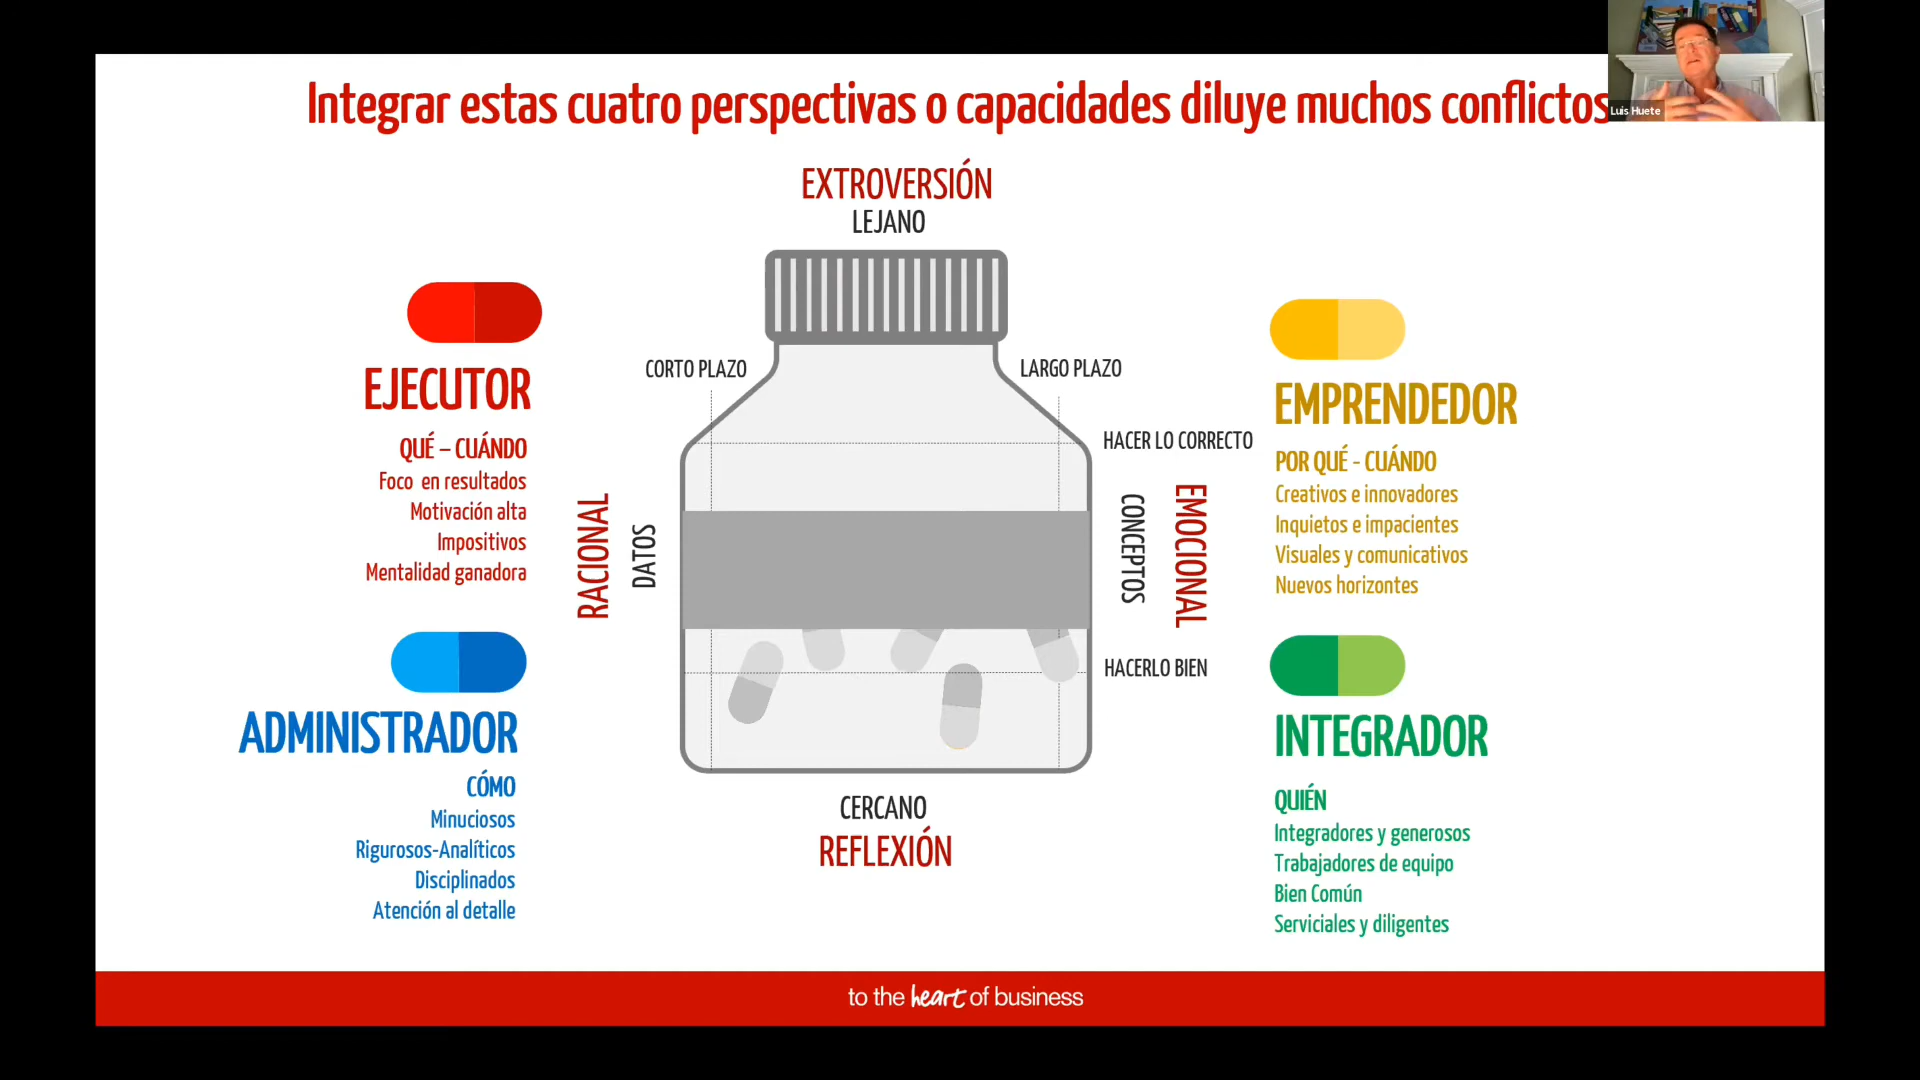 Integrar estas cuatro perspectivas o capacidades diluye muchos conflictos
Luis Huete
EXTROVERSIÓN
LEJANO
CORTO PLAZO
LARGO PLAZO
HACER LO CORRECTO
RACIONAL
DATOS
CONCEPTOS
EMOCIONAL
HACERLO BIEN
CERCANO
REFLEXIÓN
EJECUTOR
QUÉ – CUÁNDO
Foco en resultados
Motivación alta
Impositivos
Mentalidad ganadora
EMPRENDEDOR
POR QUÉ - CUÁNDO
Creativos e innovadores
Inquietos e impacientes
Visuales y comunicativos
Nuevos horizontes
ADMINISTRADOR
CÓMO
Minuciosos
Rigurosos-Analíticos
Disciplinados
Atención al detalle
INTEGRADOR
QUIÉN
Integradores y generosos
Trabajadores de equipo
Bien Común
Serviciales y diligentes
to the heart of business